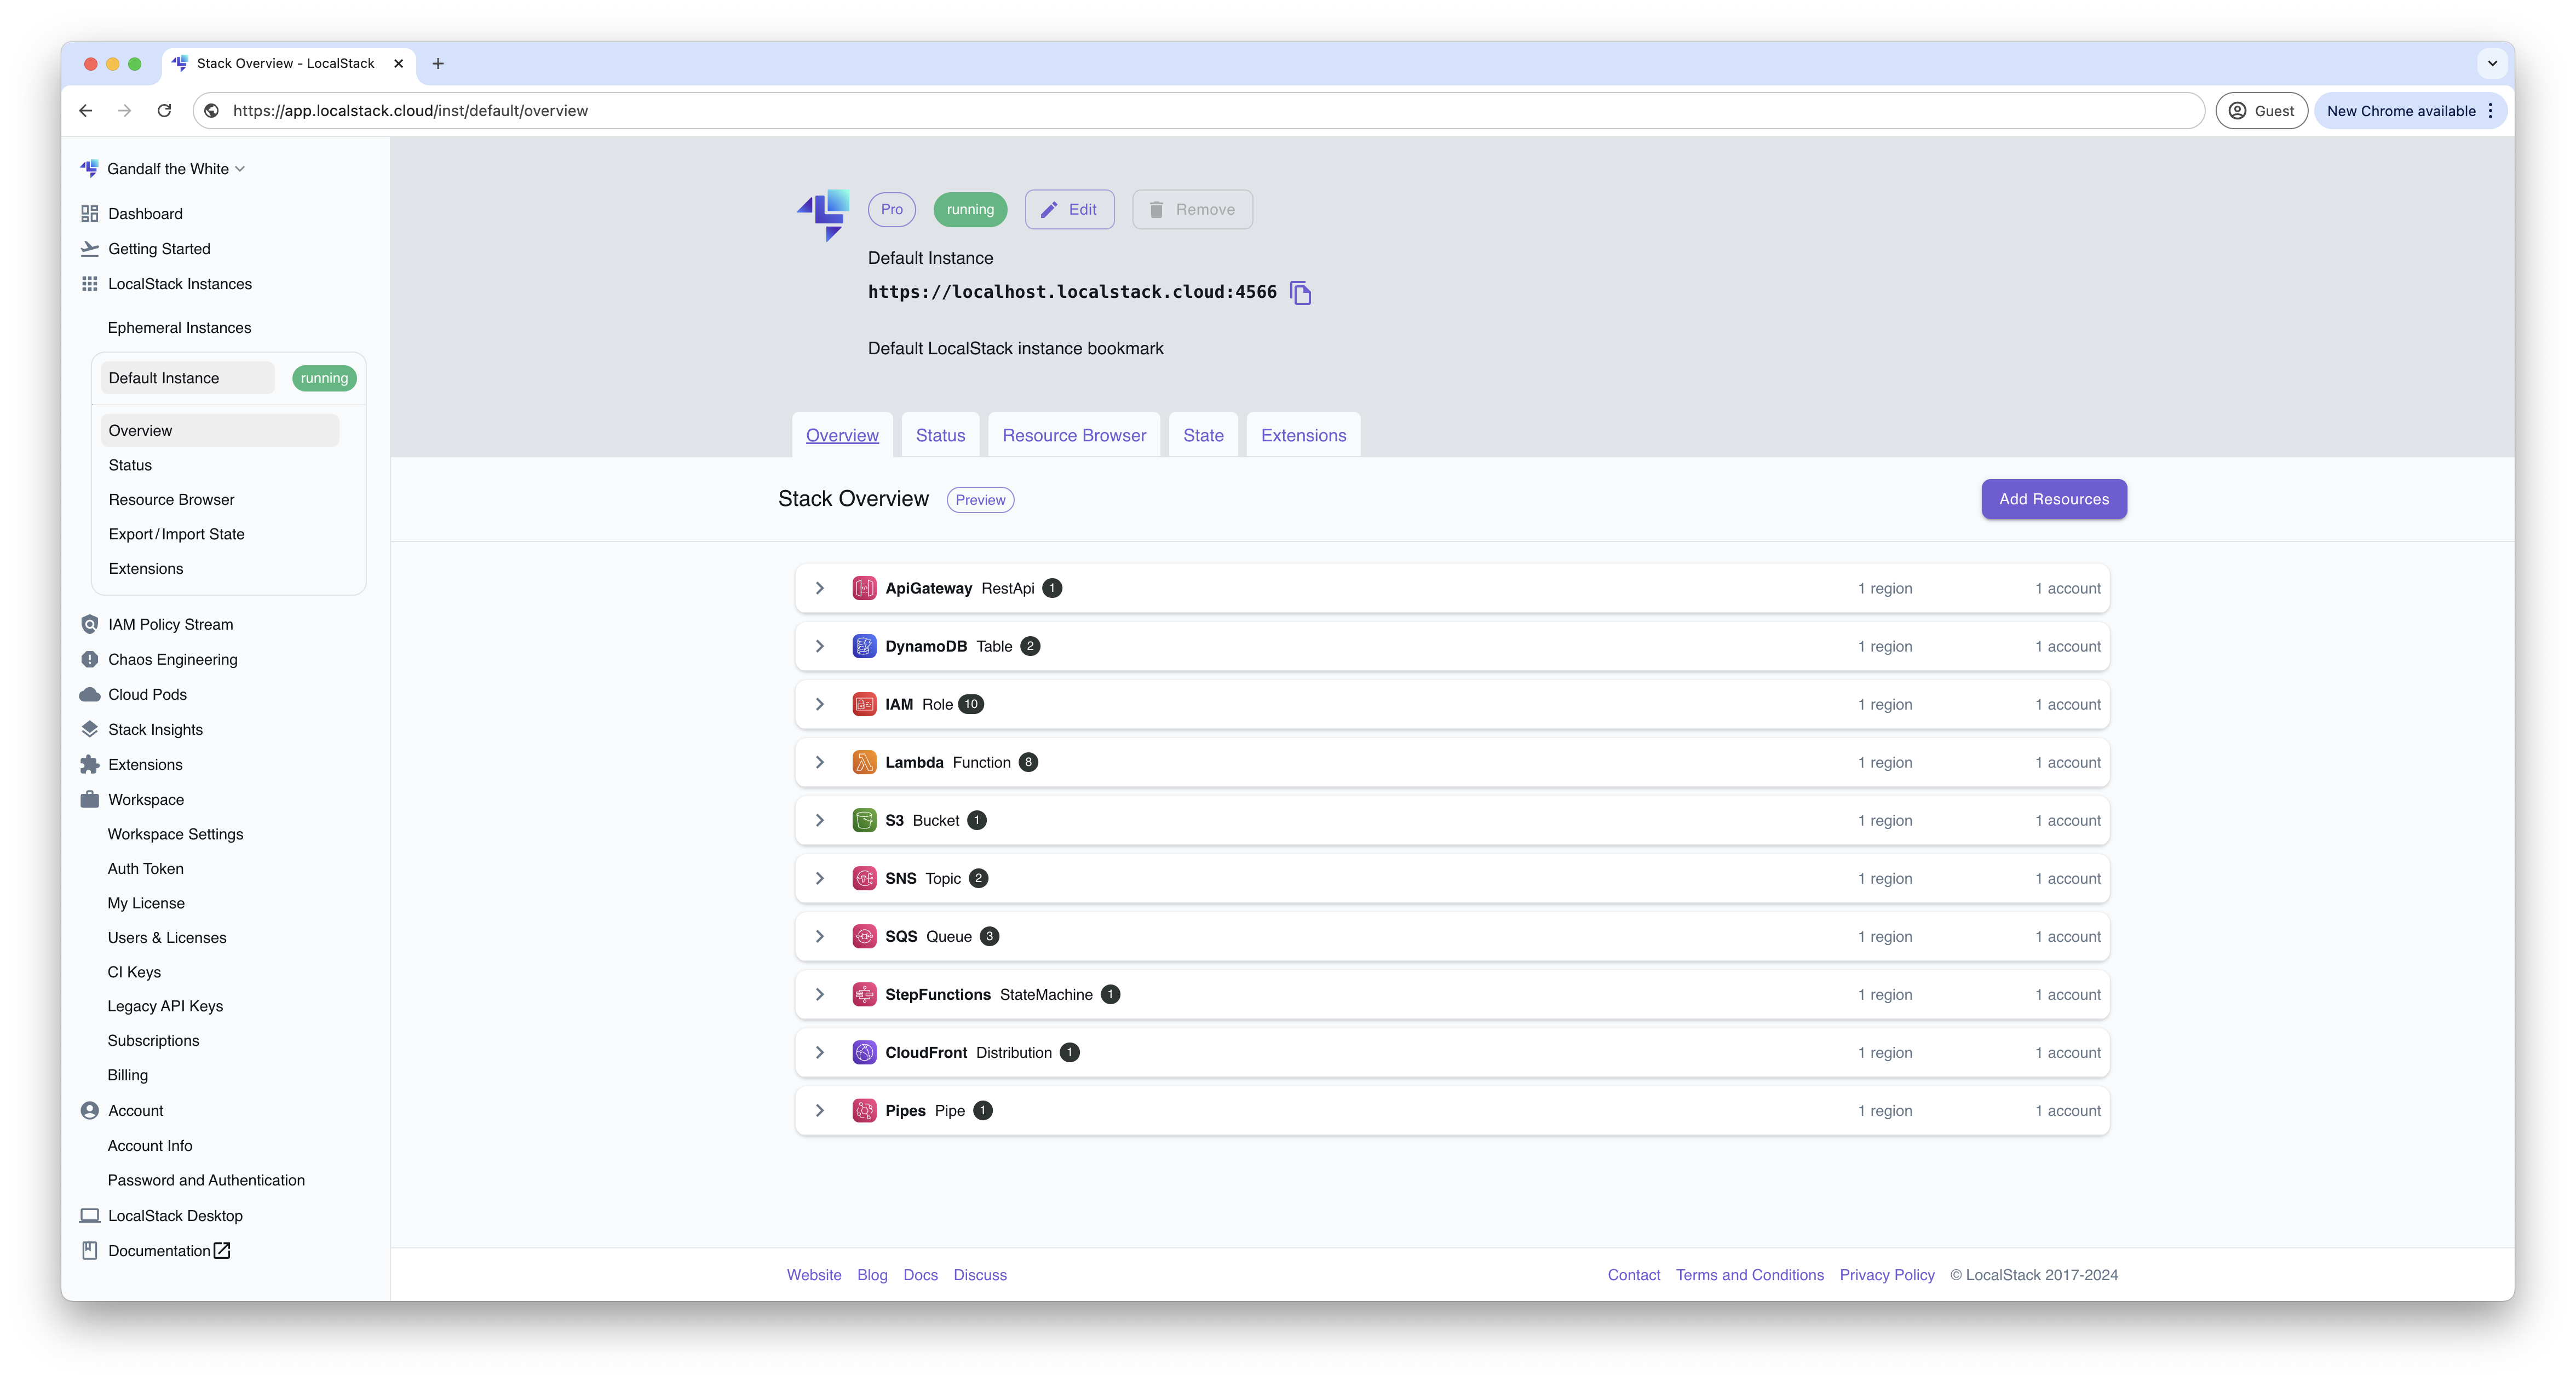 Stack Overview - LocalStack
https://app.localstack.cloud/inst/default/overview
Guest
New Chrome available
Gandalf the White
Dashboard
Getting Started
LocalStack Instances
Ephemeral Instances
Default Instance running
Overview
Status
Resource Browser
Export/Import State
Extensions
IAM Policy Stream
Chaos Engineering
Cloud Pods
Stack Insights
Extensions
Workspace
Workspace Settings
Auth Token
My License
Users & Licenses
CI Keys
Legacy API Keys
Subscriptions
Billing
Account
Account Info
Password and Authentication
LocalStack Desktop
Documentation
Pro running Edit Remove
Default Instance
https://localhost.localstack.cloud:4566
Default LocalStack instance bookmark
Overview Status Resource Browser State Extensions
Stack Overview Preview Add Resources
ApiGateway RestApi 1 1 region 1 account
DynamoDB Table 2 1 region 1 account
IAM Role 10 1 region 1 account
Lambda Function 8 1 region 1 account
S3 Bucket 1 1 region 1 account
SNS Topic 2 1 region 1 account
SQS Queue 3 1 region 1 account
StepFunctions StateMachine 1 1 region 1 account
CloudFront Distribution 1 1 region 1 account
Pipes Pipe 1 1 region 1 account
Website Blog Docs Discuss Contact Terms and Conditions Privacy Policy © LocalStack 2017-2024